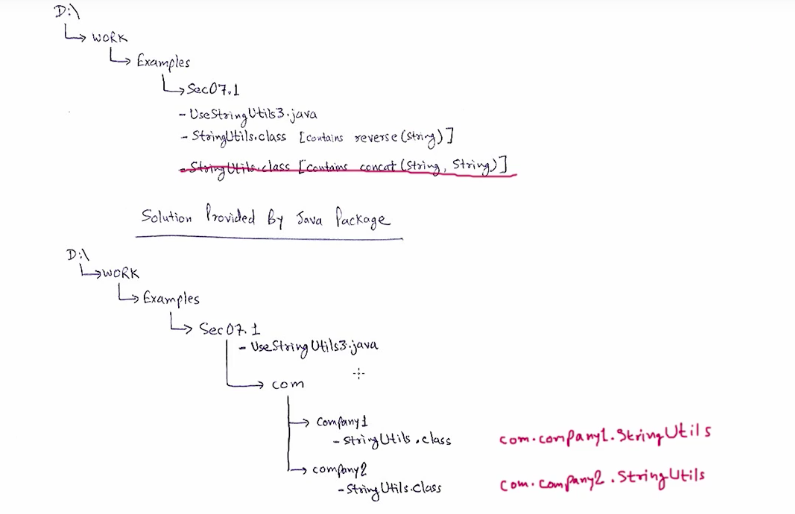 D:\
WORK
Examples
Sec07.1
- UseStringUtils3.java
- StringUtils.class [contains reverse(String)]
- StringUtils.class [contains concat(String, String)]
Solution Provided By Java Package
D:\
WORK
Examples
Sec07.1
- UseStringUtils3.java
com
Company1
- StringUtils.class com.company1.StringUtils
company2
- StringUtils.class com.company2.StringUtils